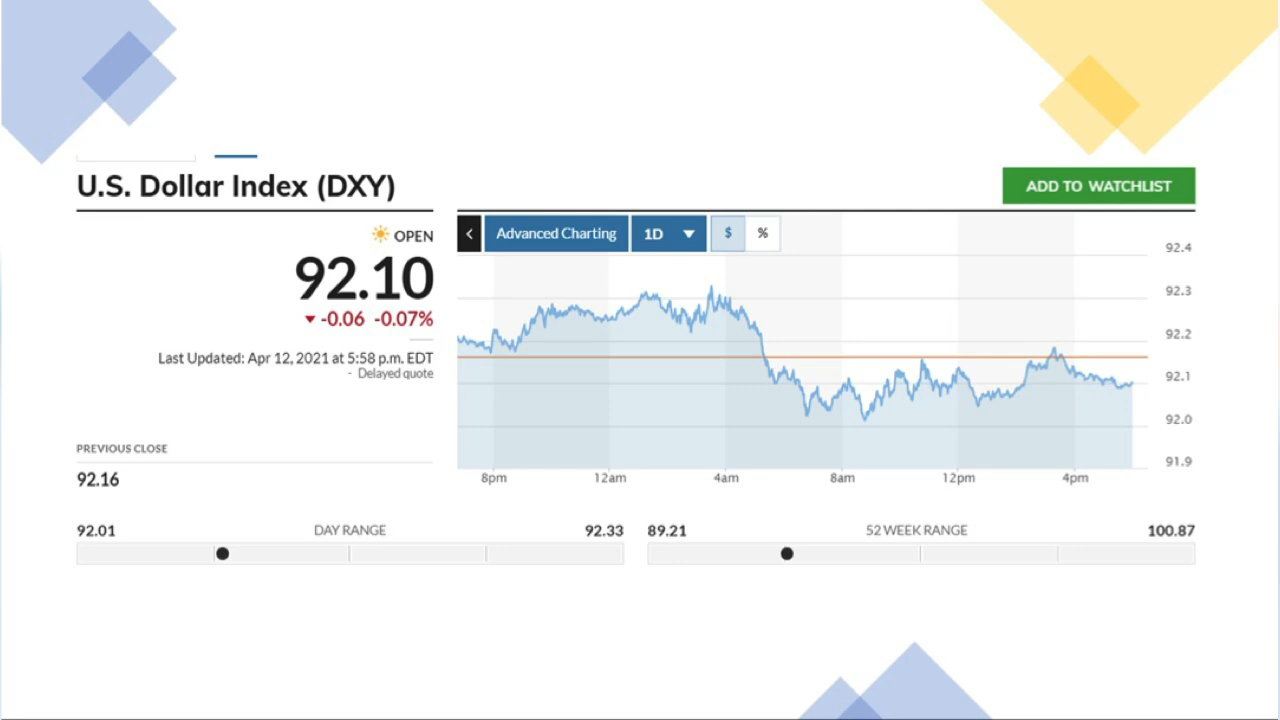 U.S. Dollar Index (DXY)
ADD TO WATCHLIST
OPEN
92.10
-0.06 -0.07%
Last Updated: Apr 12, 2021 at 5:58 p.m. EDT
- Delayed quote
PREVIOUS CLOSE
92.16
< Advanced Charting 1D $ %
92.4
92.3
92.2
92.1
92.0
91.9
8pm 12am 4am 8am 12pm 4pm
92.01 DAY RANGE 92.33
89.21 52 WEEK RANGE 100.87